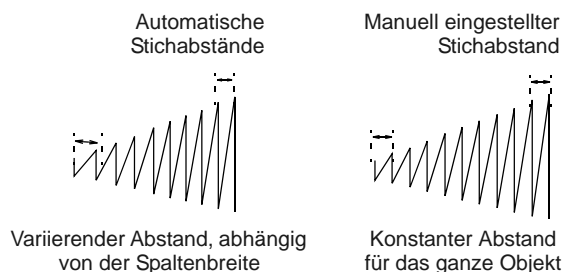 Automatische
Stichabstände
Manuell eingestellter
Stichabstand
Variierender Abstand, abhängig
von der Spaltenbreite
Konstanter Abstand
für das ganze Objekt